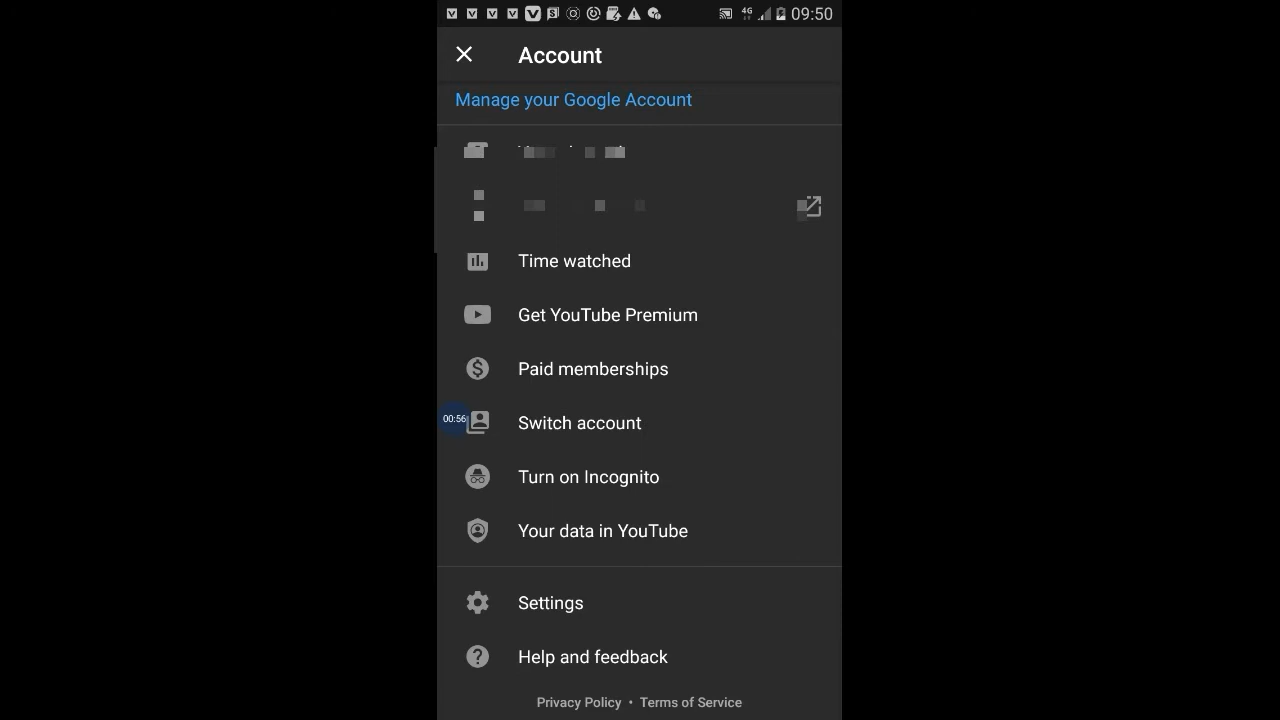 09:50
Account
Manage your Google Account
Time watched
Get YouTube Premium
Paid memberships
00:56
Switch account
Turn on Incognito
Your data in YouTube
Settings
Help and feedback
Privacy Policy • Terms of Service